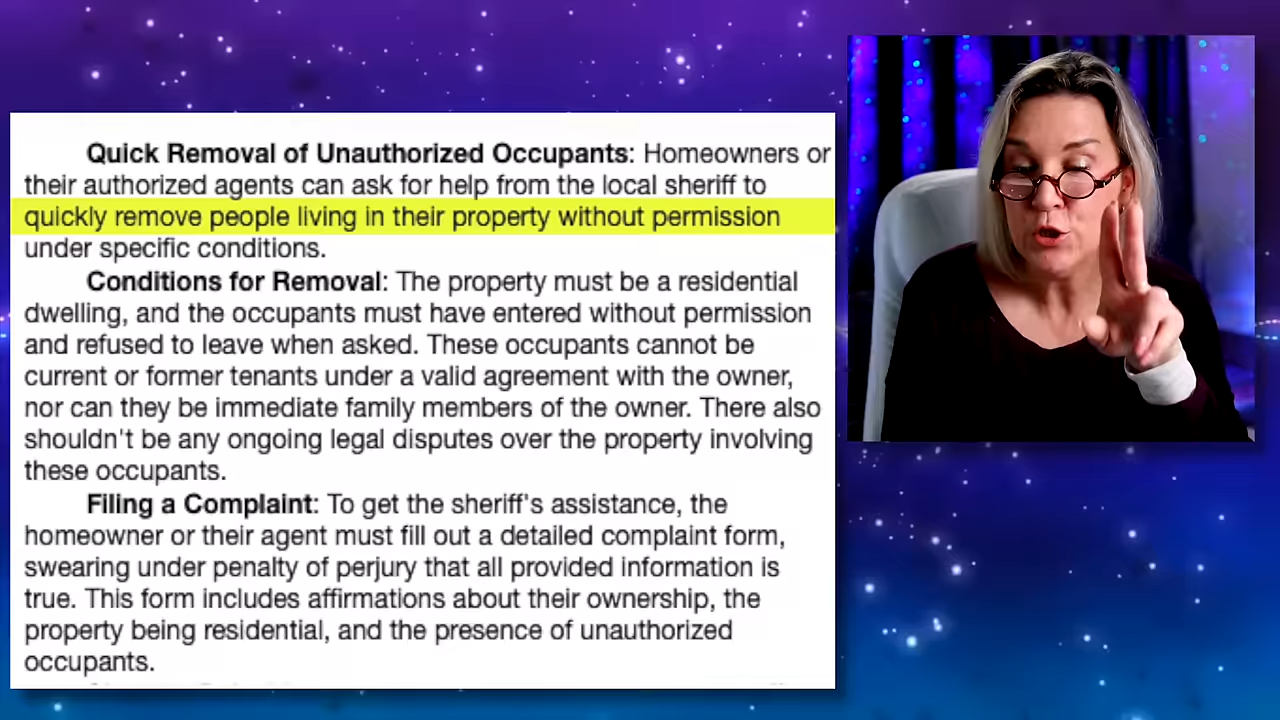 Quick Removal of Unauthorized Occupants: Homeowners or
their authorized agents can ask for help from the local sheriff to
quickly remove people living in their property without permission
under specific conditions.
Conditions for Removal: The property must be a residential
dwelling, and the occupants must have entered without permission
and refused to leave when asked. These occupants cannot be
current or former tenants under a valid agreement with the owner,
nor can they be immediate family members of the owner. There also
shouldn't be any ongoing legal disputes over the property involving
these occupants.
Filing a Complaint: To get the sheriff's assistance, the
homeowner or their agent must fill out a detailed complaint form,
swearing under penalty of perjury that all provided information is
true. This form includes affirmations about their ownership, the
property being residential, and the presence of unauthorized
occupants.